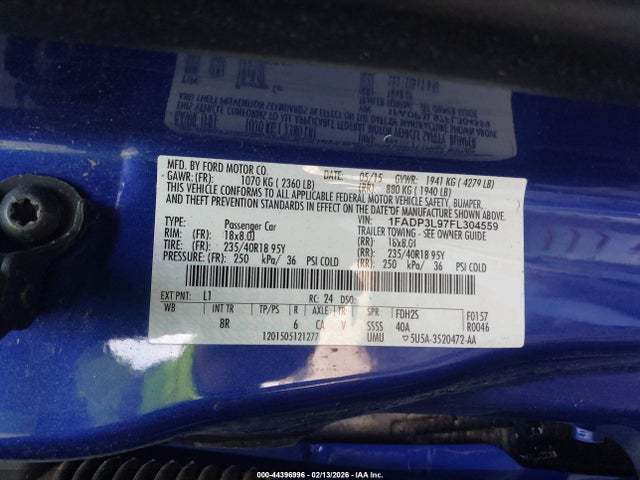 MFD. BY FORD MOTOR CO.
DATE: 05/15 GVWR: 1941 KG ( 4279 LB)
GAWR: (FR): 1070 KG ( 2360 LB) (RR): 880 KG ( 1940 LB)
THIS VEHICLE CONFORMS TO ALL APPLICABLE FEDERAL MOTOR VEHICLE SAFETY, BUMPER,
AND THEFT PREVENTION STANDARDS IN EFFECT ON THE DATE OF MANUFACTURE SHOWN ABOVE.
VIN: 1FADP3L97FL304559
TYPE: Passenger Car TRAILER TOWING - SEE OWNER GUIDE
RIM: (FR) 18x8.0J (RR) 18x8.0J
TIRE: (FR) 235/40R18 95Y (RR) 235/40R18 95Y
PRESSURE: (FR) 250 kPa/ 36 PSI COLD (RR) 250 kPa/ 36 PSI COLD
EXT PNT: L1 RC: 24 DSO:
WB INT TR TP/PS R AXLE TR SPR FDH2S F0157
8R 6 CA V SSSS 40A R0046
1201505121277 UMU ▽5U5A-3520472-AA
1FADP3L97FL304559
000-44396996 - 02/13/2026 - COPART/IAA Inc.